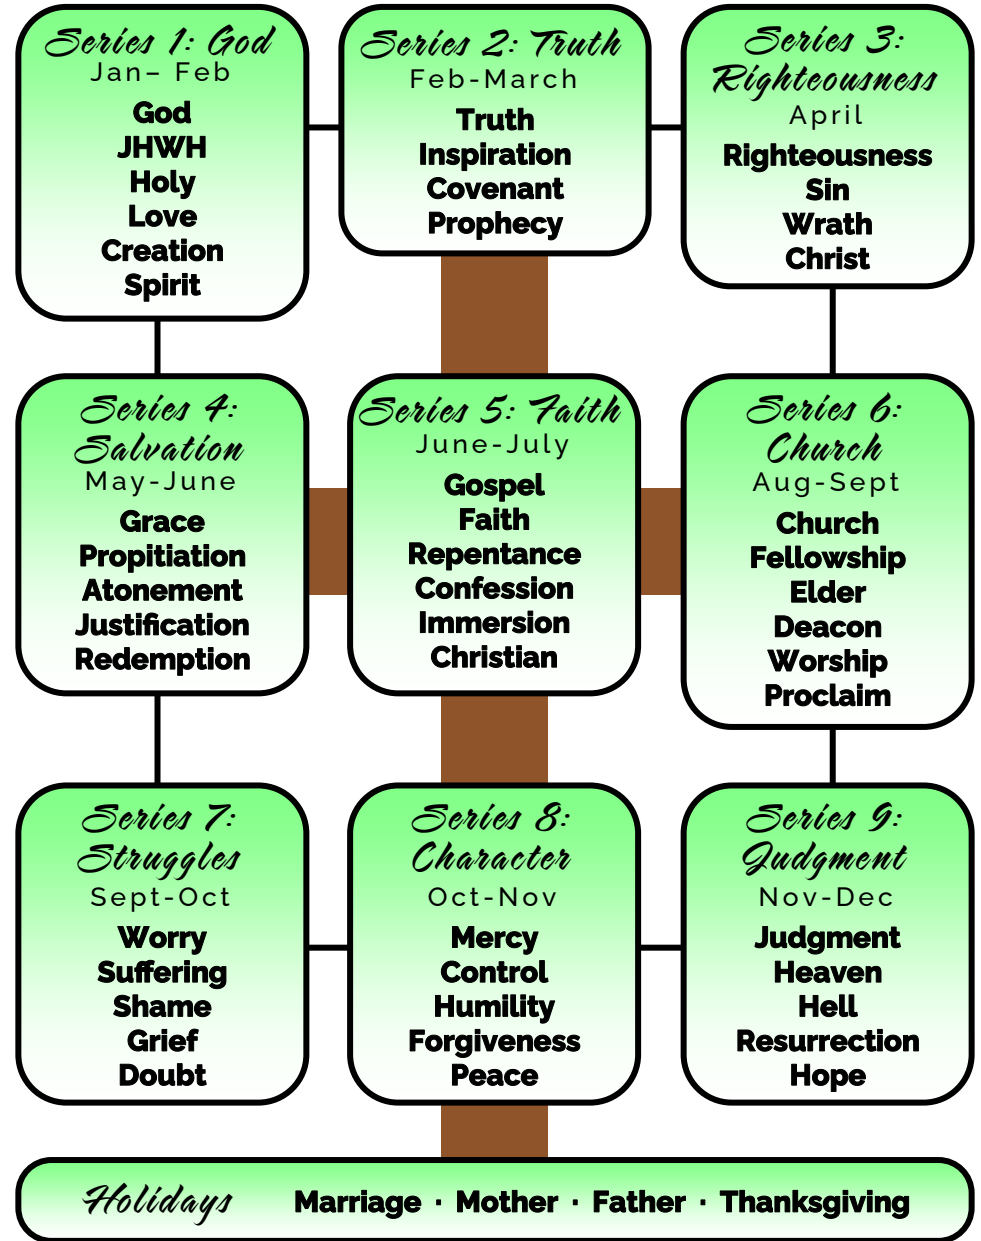 Series 1: God
Jan– Feb
God
JHWH
Holy
Love
Creation
Spirit
Series 2: Truth
Feb-March
Truth
Inspiration
Covenant
Prophecy
Series 3:
Righteousness
April
Righteousness
Sin
Wrath
Christ
Series 4:
Salvation
May-June
Grace
Propitiation
Atonement
Justification
Redemption
Series 5: Faith
June-July
Gospel
Faith
Repentance
Confession
Immersion
Christian
Series 6:
Church
Aug-Sept
Church
Fellowship
Elder
Deacon
Worship
Proclaim
Series 7:
Struggles
Sept-Oct
Worry
Suffering
Shame
Grief
Doubt
Series 8:
Character
Oct-Nov
Mercy
Control
Humility
Forgiveness
Peace
Series 9:
Judgment
Nov-Dec
Judgment
Heaven
Hell
Resurrection
Hope
Holidays Marriage · Mother · Father · Thanksgiving